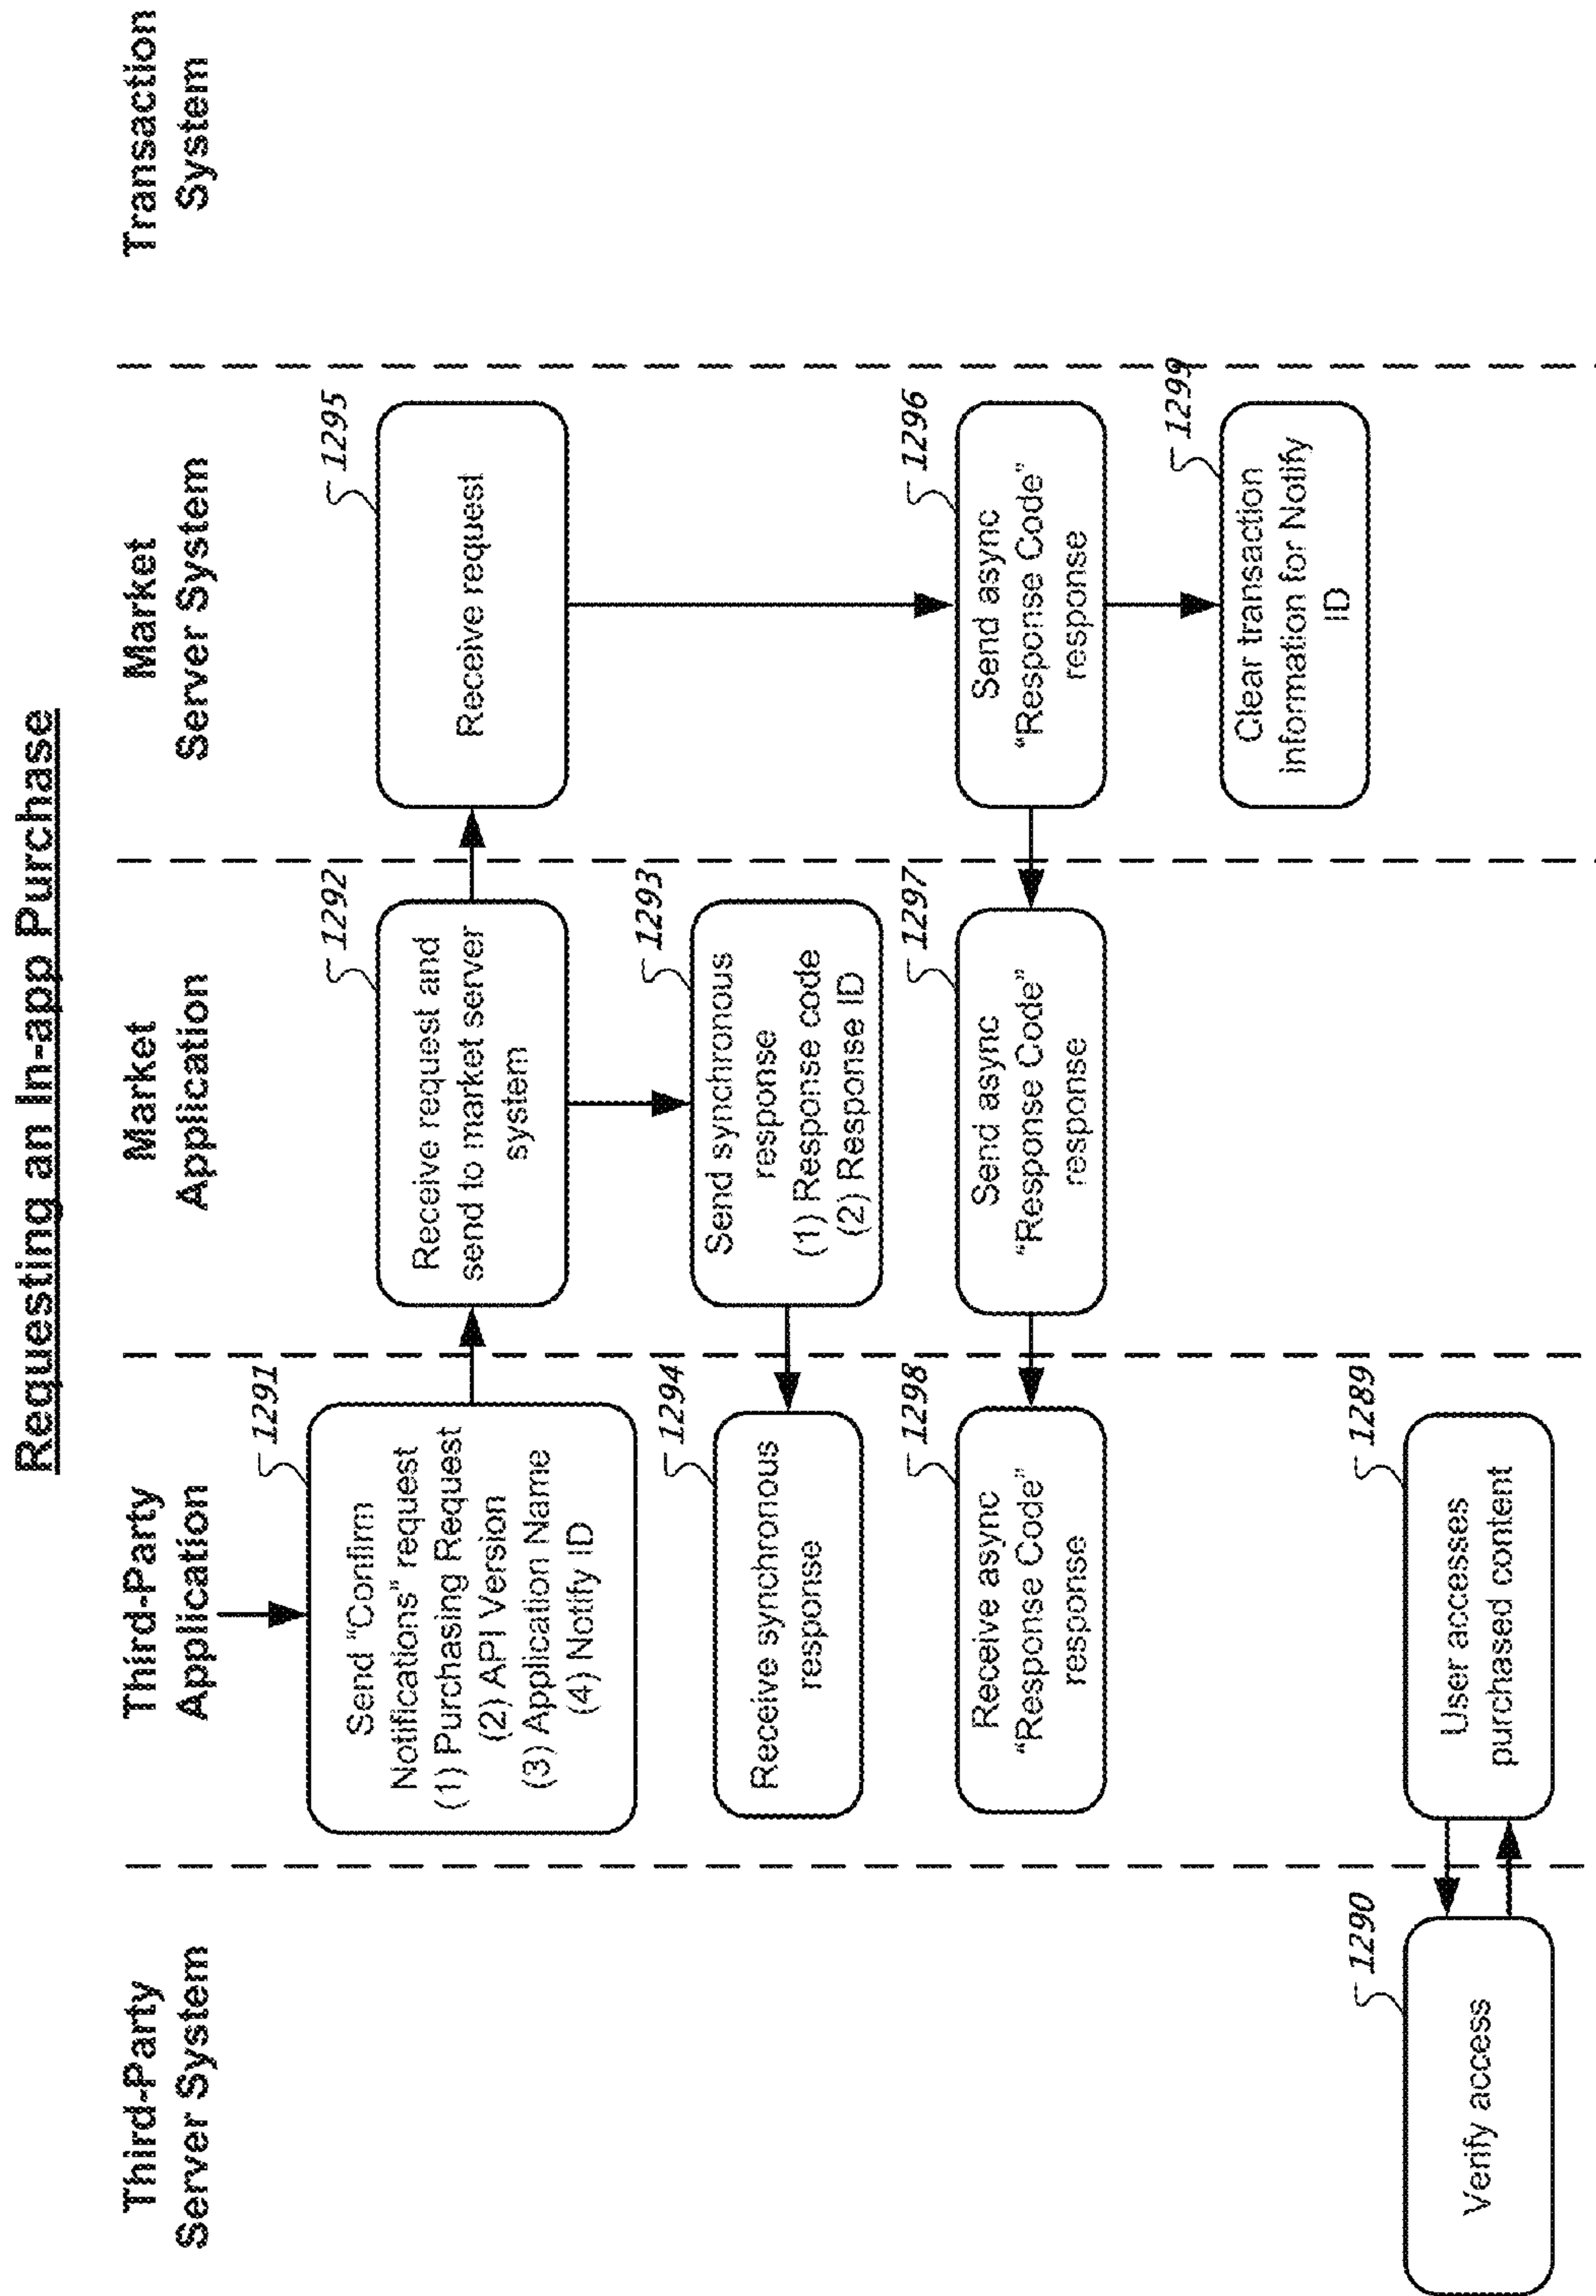 Requesting an In-app Purchase
Third-Party
Server System
Third-Party
Application
Market
Application
Market
Server System
Transaction
System
1291
Send “Confirm
Notifications” request
(1) Purchasing Request
(2) API Version
(3) Application Name
(4) Notify ID
1292
Receive request and
send to market server
system
1295
Receive request
1294
Receive synchronous
response
1293
Send synchronous
response
(1) Response code
(2) Response ID
1298
Receive async
“Response Code”
response
1297
Send async
“Response Code”
response
1296
Send async
“Response Code”
response
1299
Clear transaction
information for Notify
ID
1290
Verify access
1289
User accesses
purchased content